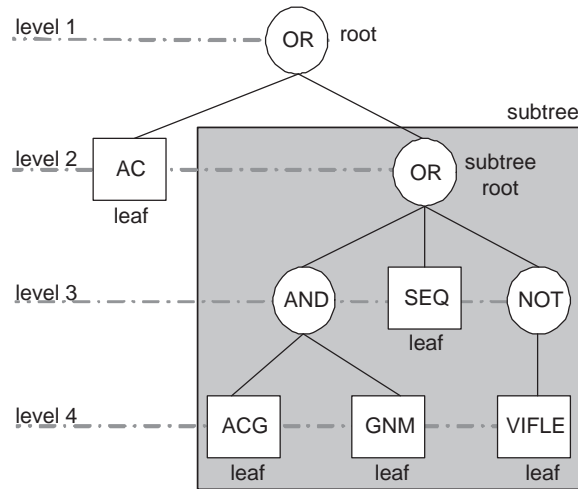 level 1
OR
root
subtree
level 2
AC
OR
subtree
root
leaf
level 3
AND
SEQ
NOT
leaf
level 4
ACG
GNM
VIFLE
leaf
leaf
leaf